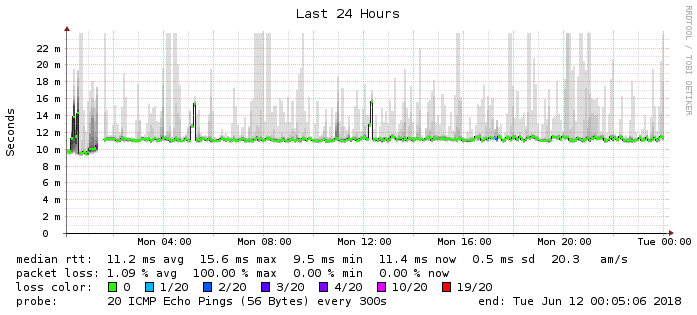 Last 24 Hours
RRDTOOL / TOBI OETIKER
Seconds
22 m
20 m
18 m
16 m
14 m
12 m
10 m
8 m
6 m
4 m
2 m
0
Mon 04:00 Mon 08:00 Mon 12:00 Mon 16:00 Mon 20:00 Tue 00:00
median rtt: 11.2 ms avg 15.6 ms max 9.5 ms min 11.4 ms now 0.5 ms sd 20.3 am/s
packet loss: 1.09 % avg 100.00 % max 0.00 % min 0.00 % now
loss color: 0 1/20 2/20 3/20 4/20 10/20 19/20
probe: 20 ICMP Echo Pings (56 Bytes) every 300s end: Tue Jun 12 00:05:06 2018